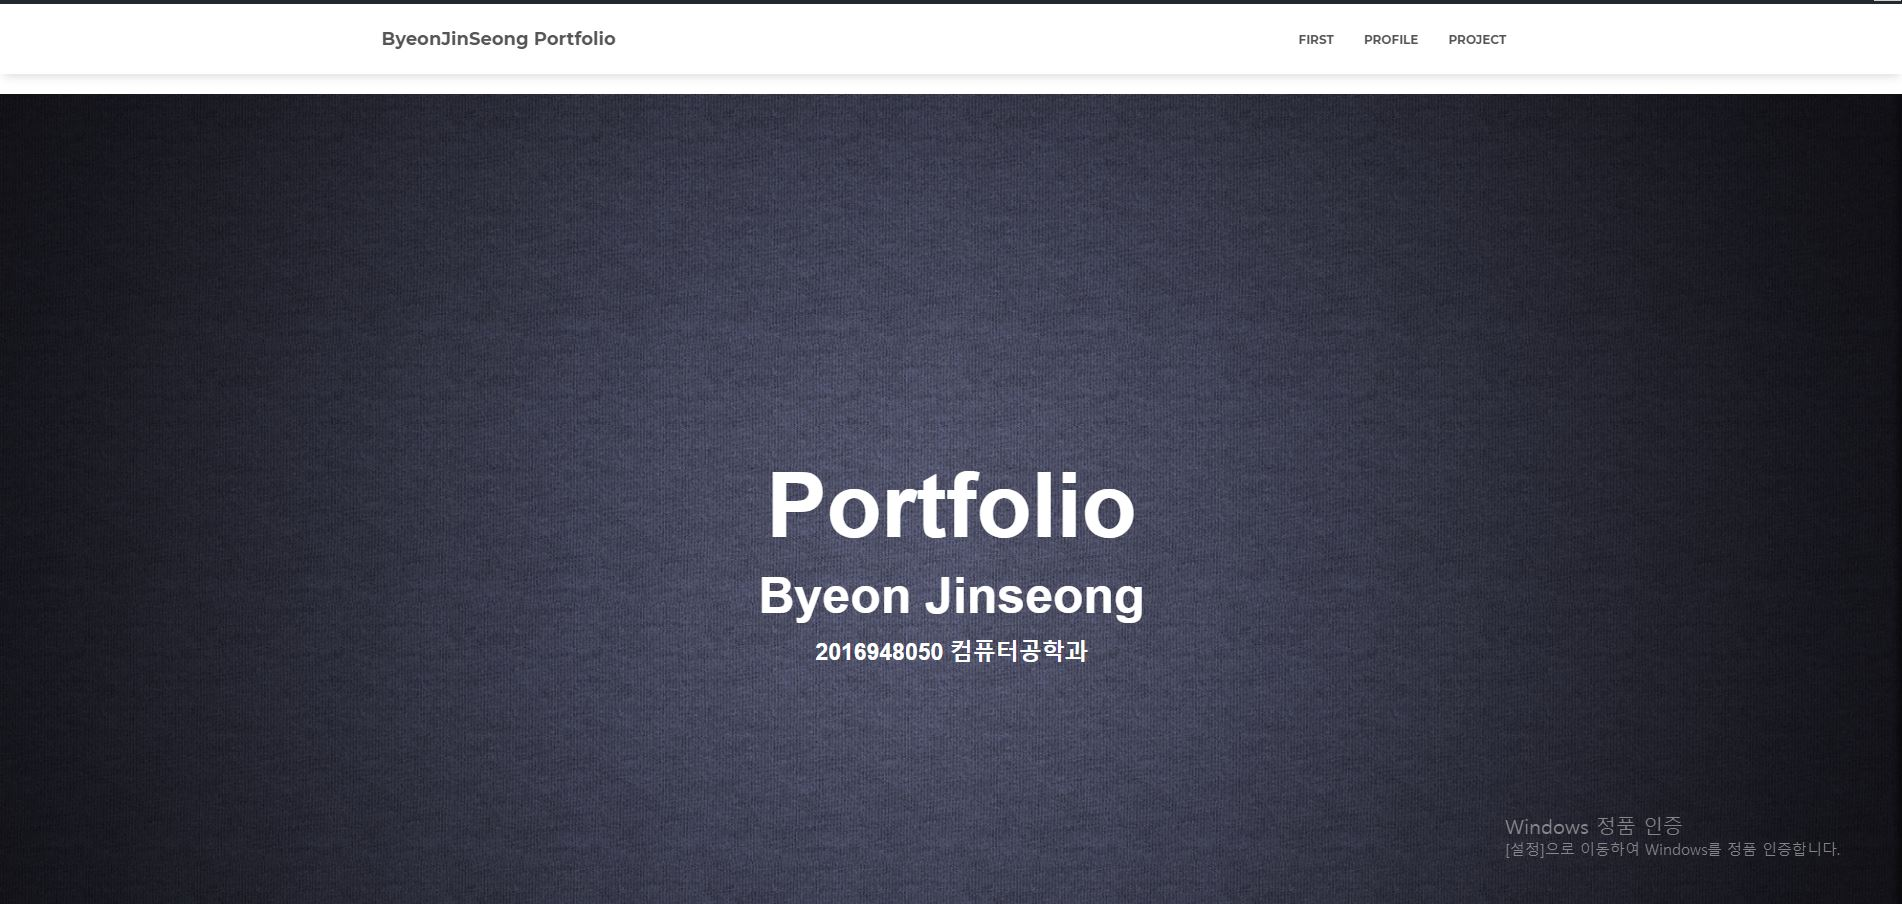 ByeonJinSeong Portfolio FIRST PROFILE PROJECT
Portfolio
Byeon Jinseong
2016948050 컴퓨터공학과
Windows 정품 인증
[설정]으로 이동하여 Windows를 정품 인증합니다.